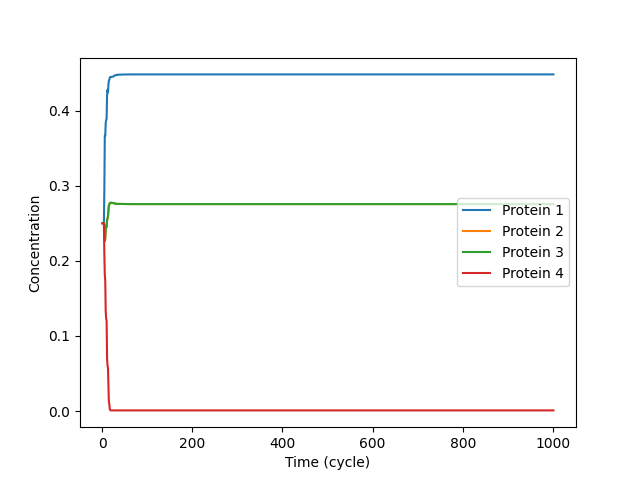 0.4
0.3
0.2
0.1
0.0
Concentration
Protein 1
Protein 2
Protein 3
Protein 4
0 200 400 600 800 1000
Time (cycle)